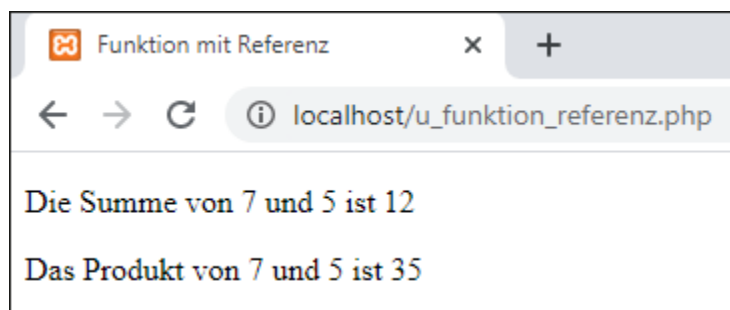 Funktion mit Referenz
localhost/u_funktion_referenz.php
Die Summe von 7 und 5 ist 12
Das Produkt von 7 und 5 ist 35